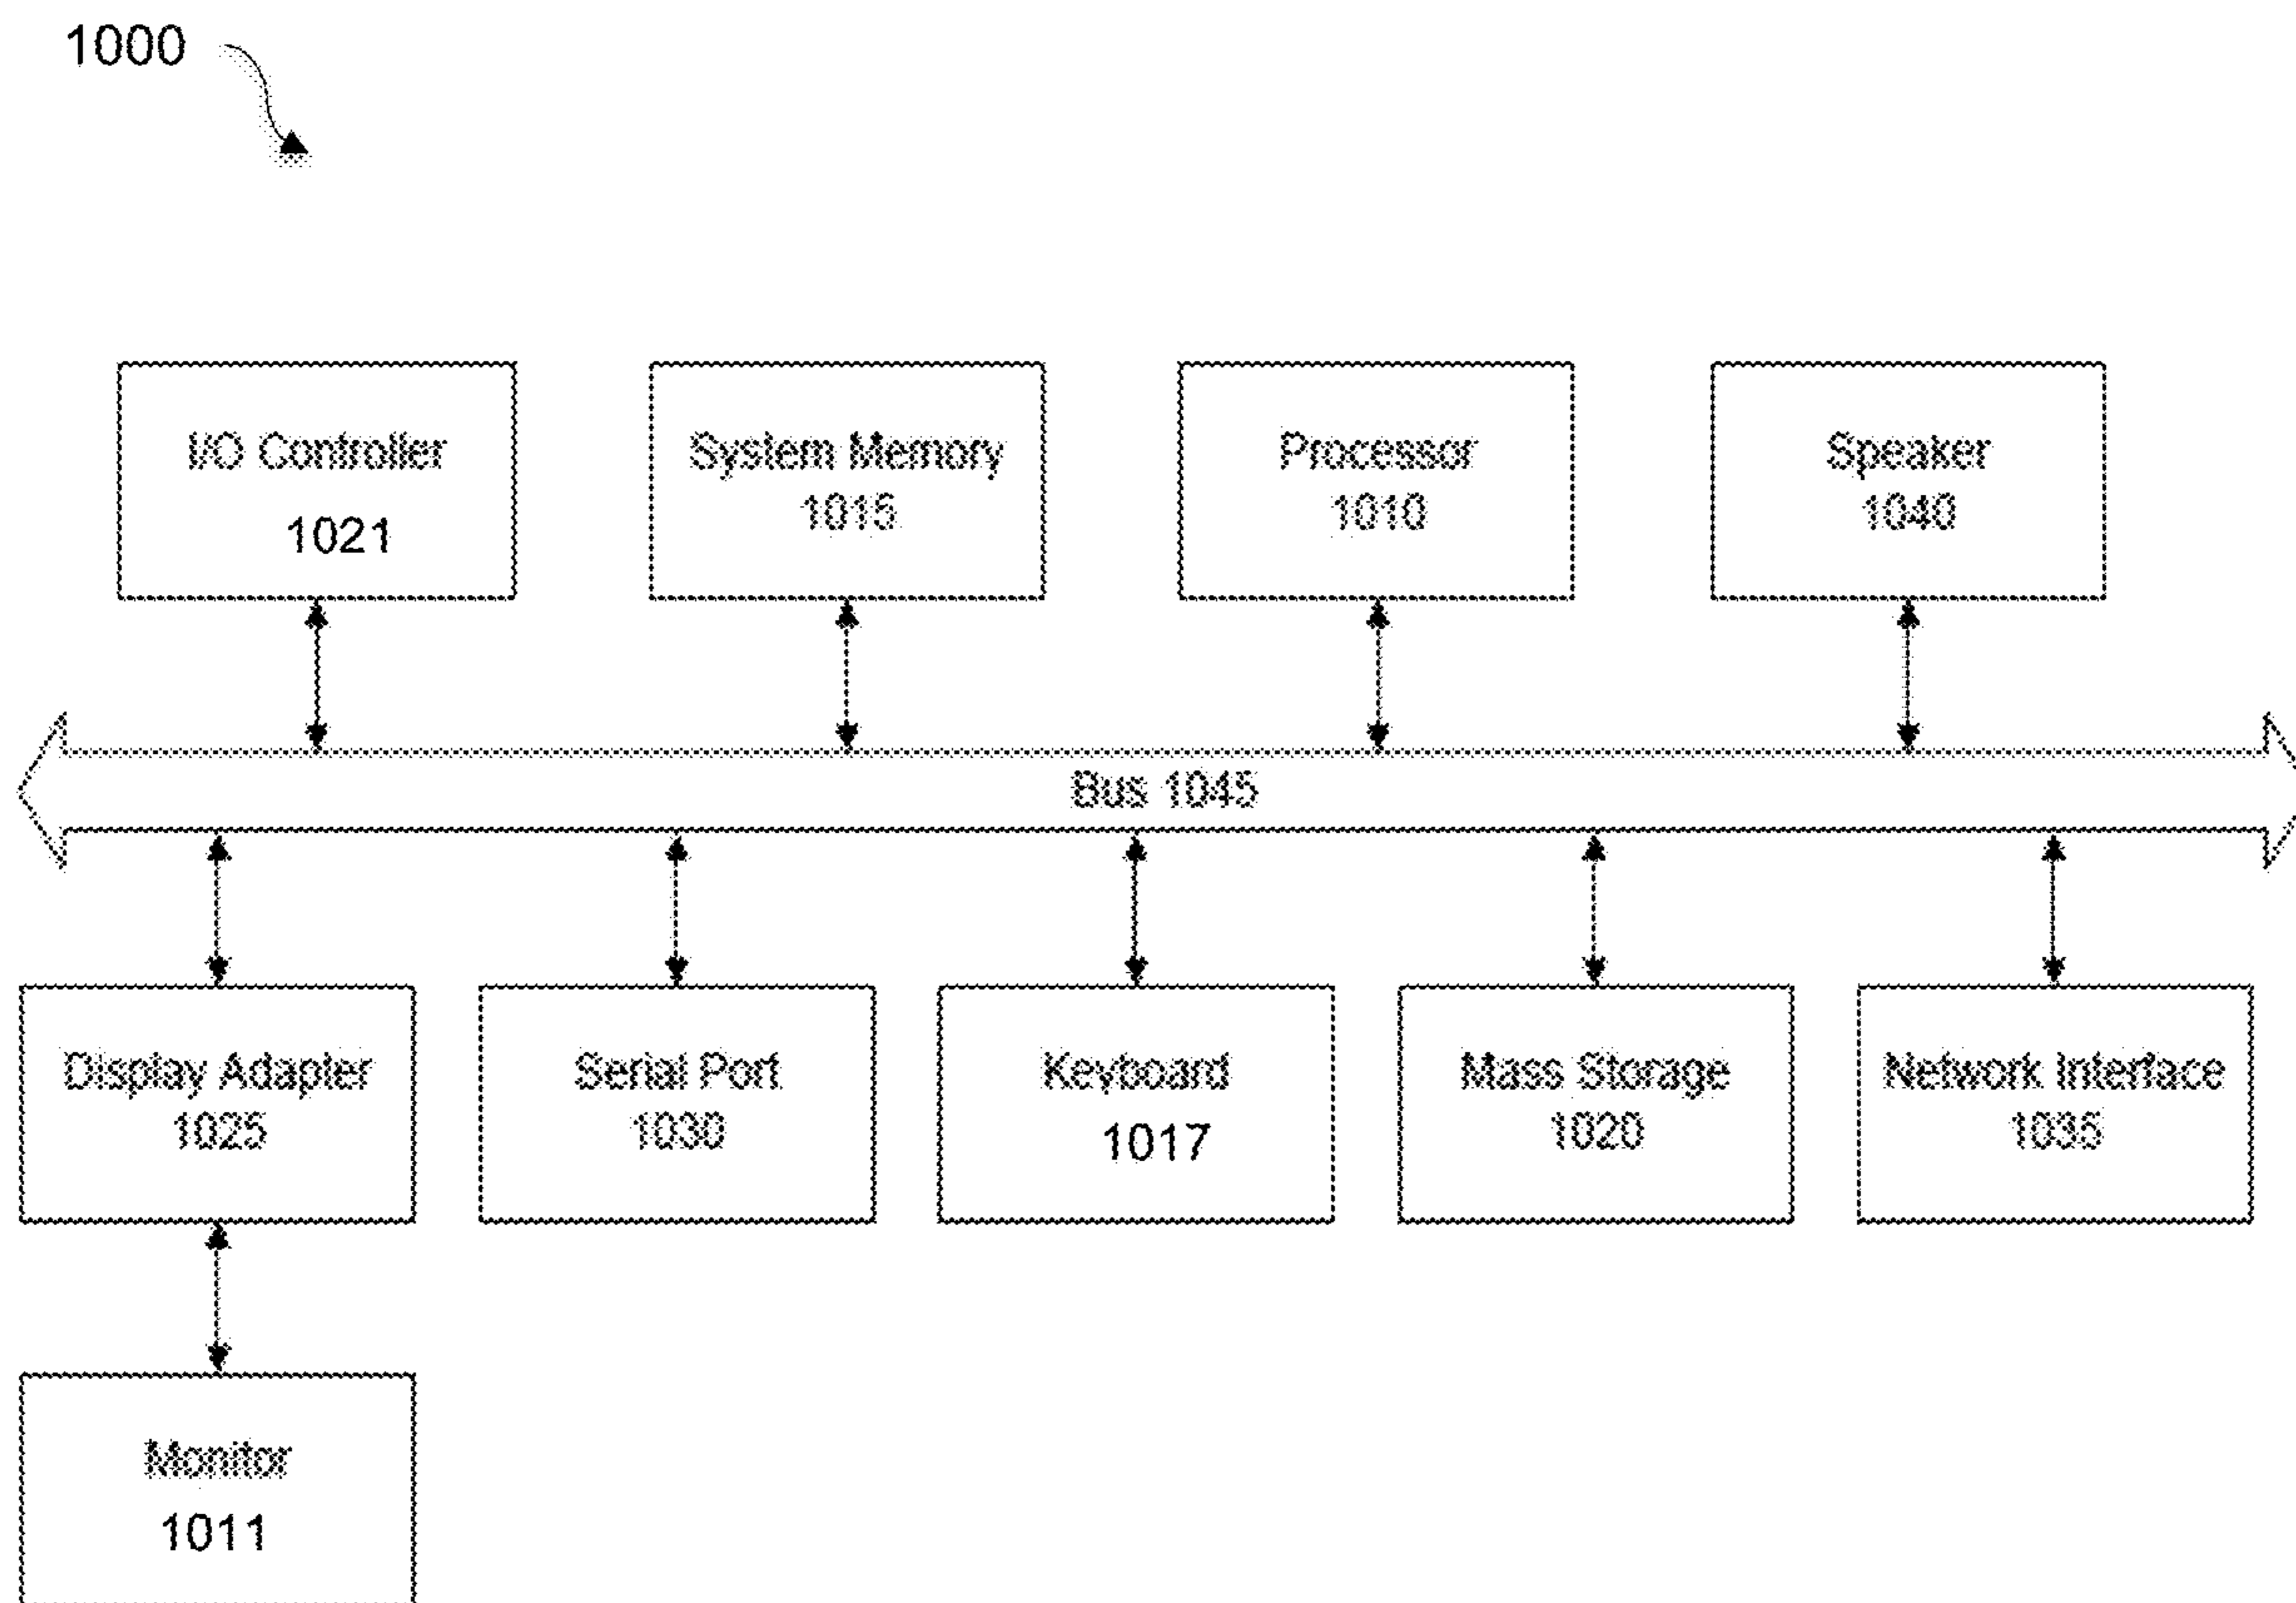 1000
I/O Controller
1021
System Memory
1015
Processor
1010
Speaker
1040
Bus 1045
Display Adapter
1025
Serial Port
1030
Keyboard
1017
Mass Storage
1020
Network Interface
1035
Monitor
1011